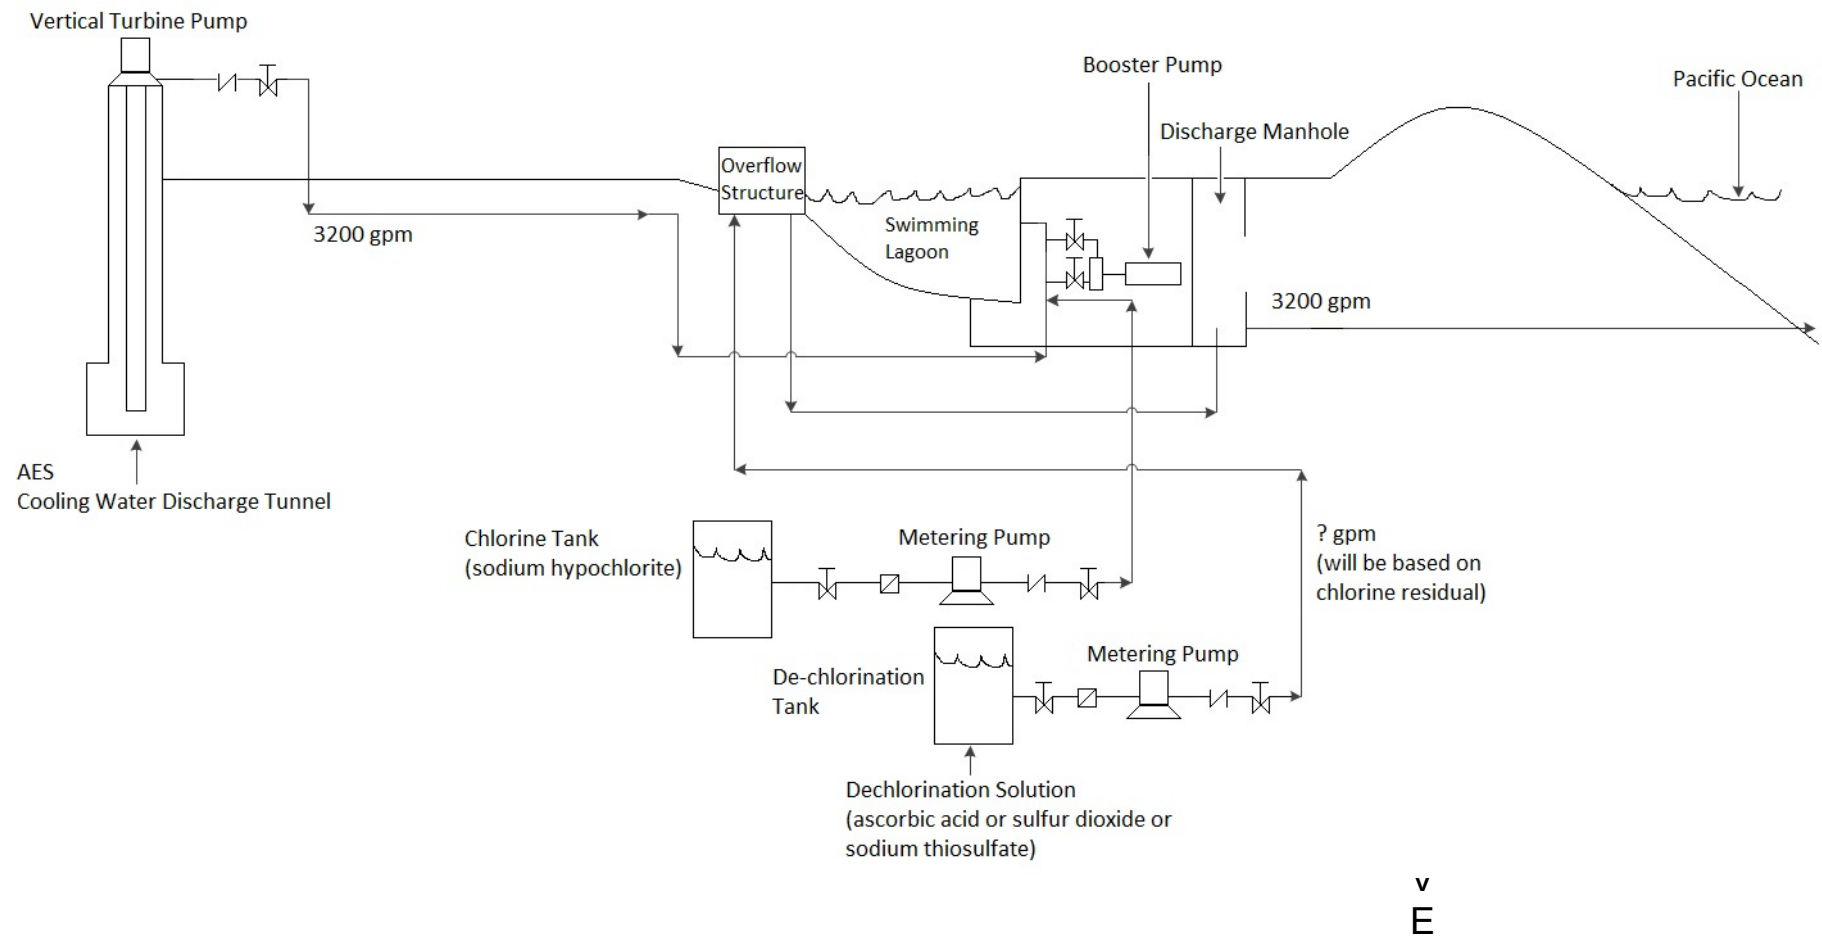 Vertical Turbine Pump
Booster Pump
Pacific Ocean
Discharge Manhole
Overflow
Structure
Swimming
Lagoon
3200 gpm
3200 gpm
AES
Cooling Water Discharge Tunnel
Chlorine Tank
(sodium hypochlorite)
Metering Pump
? gpm
(will be based on
chlorine residual)
De-chlorination
Tank
Metering Pump
Dechlorination Solution
(ascorbic acid or sulfur dioxide or
sodium thiosulfate)
v
E